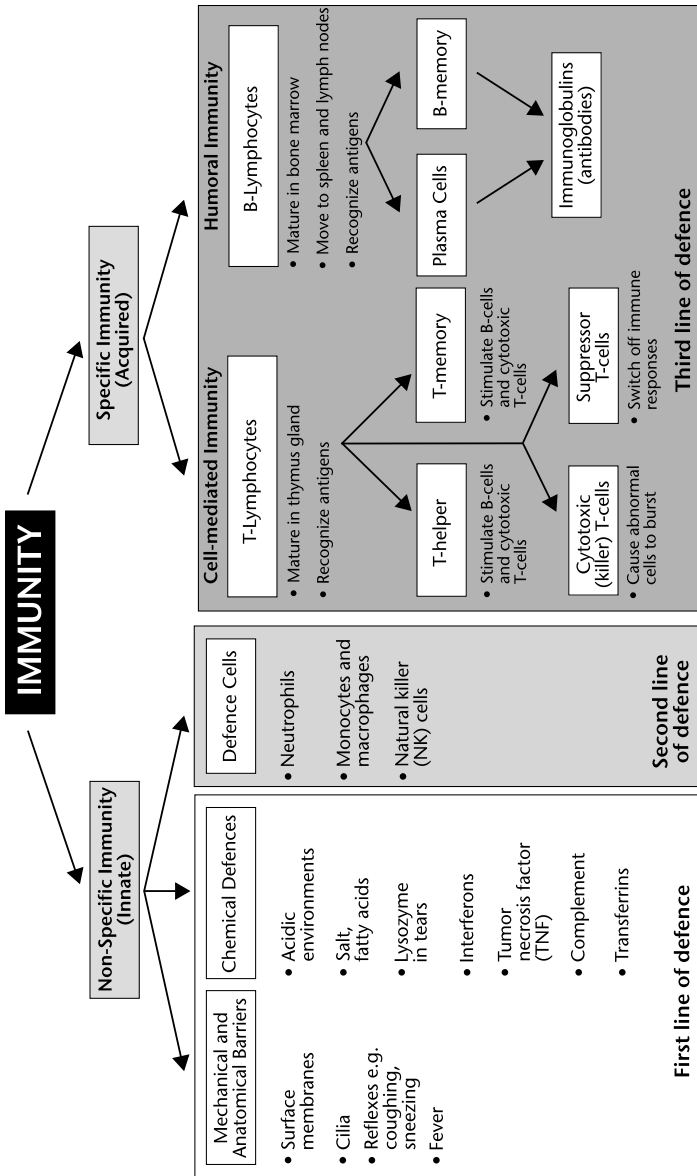 IMMUNITY
Non-Specific Immunity
(Innate)
Specific Immunity
(Acquired)
Mechanical and
Anatomical Barriers
• Surface
membranes
• Cilia
• Reflexes e.g.
coughing,
sneezing
• Fever
Chemical Defences
• Acidic
environments
• Salt,
fatty acids
• Lysozyme
in tears
• Interferons
• Tumor
necrosis factor
(TNF)
• Complement
• Transferrins
First line of defence
Defence Cells
• Neutrophils
• Monocytes and
macrophages
• Natural killer
(NK) cells
Second line
of defence
Cell-mediated Immunity
T-Lymphocytes
• Mature in thymus gland
• Recognize antigens
T-helper
• Stimulate B-cells
and cytotoxic
T-cells
T-memory
• Stimulate B-cells
and cytotoxic
T-cells
Cytotoxic
(killer) T-cells
• Cause abnormal
cells to burst
Suppressor
T-cells
• Switch off immune
responses
Humoral Immunity
B-Lymphocytes
• Mature in bone marrow
• Move to spleen and lymph nodes
• Recognize antigens
Plasma Cells
B-memory
Immunoglobulins
(antibodies)
Third line of defence